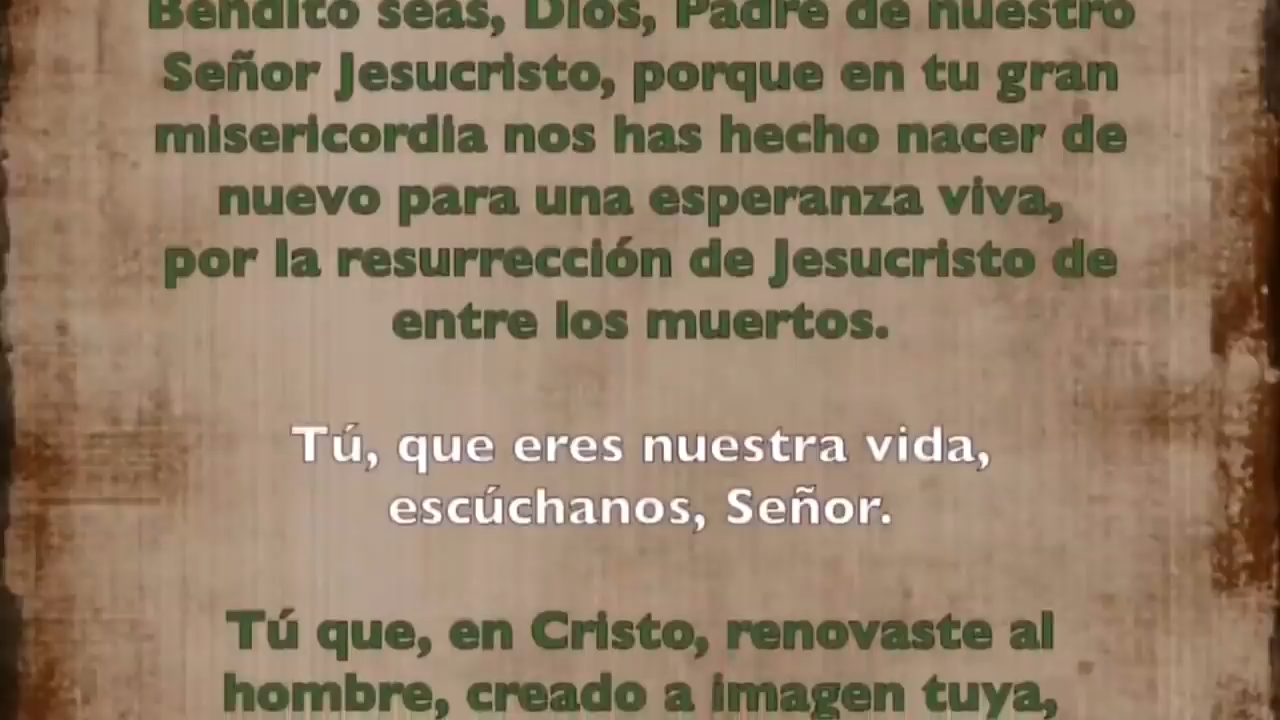 Bendito seas, Dios, Padre de nuestro
Señor Jesucristo, porque en tu gran
misericordia nos has hecho nacer de
nuevo para una esperanza viva,
por la resurrección de Jesucristo de
entre los muertos.
Tú, que eres nuestra vida,
escúchanos, Señor.
Tú que, en Cristo, renovaste al
hombre, creado a imagen tuya,